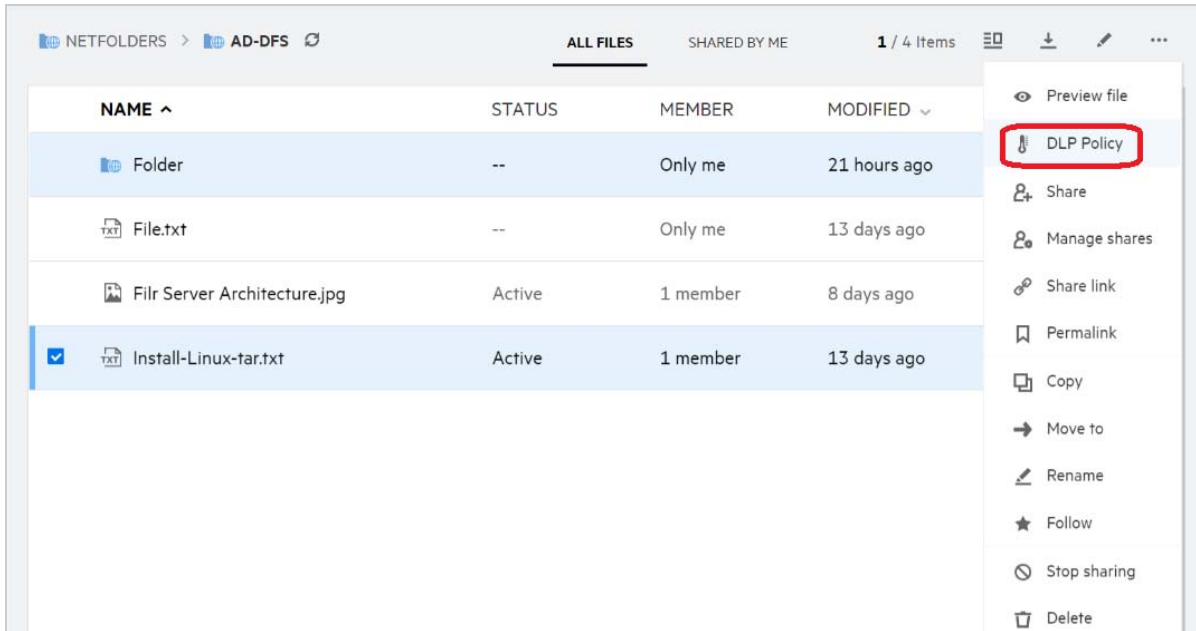 NETFOLDERS > AD-DFS
ALL FILES
SHARED BY ME
1 / 4 Items
NAME
STATUS
MEMBER
MODIFIED
Folder -- Only me 21 hours ago
TXT File.txt -- Only me 13 days ago
Filr Server Architecture.jpg Active 1 member 8 days ago
TXT Install-Linux-tar.txt Active 1 member 13 days ago
Preview file
DLP Policy
Share
Manage shares
Share link
Permalink
Copy
Move to
Rename
Follow
Stop sharing
Delete